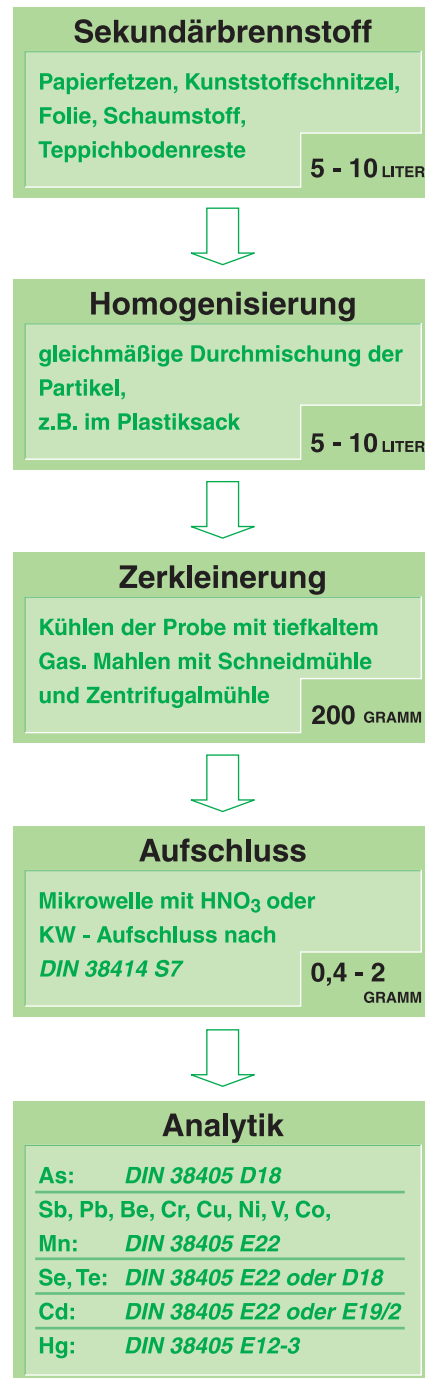 Sekundärbrennstoff
Papierfetzen, Kunststoffschnitzel,
Folie, Schaumstoff,
Teppichbodenreste
5 - 10 LITER
Homogenisierung
gleichmäßige Durchmischung der
Partikel,
z.B. im Plastiksack
5 - 10 LITER
Zerkleinerung
Kühlen der Probe mit tiefkaltem
Gas. Mahlen mit Schneidmühle
und Zentrifugalmühle
200 GRAMM
Aufschluss
Mikrowelle mit HNO₃ oder
KW - Aufschluss nach
DIN 38414 S7
0,4 - 2
GRAMM
Analytik
As: DIN 38405 D18
Sb, Pb, Be, Cr, Cu, Ni, V, Co,
Mn: DIN 38405 E22
Se, Te: DIN 38405 E22 oder D18
Cd: DIN 38405 E22 oder E19/2
Hg: DIN 38405 E12-3